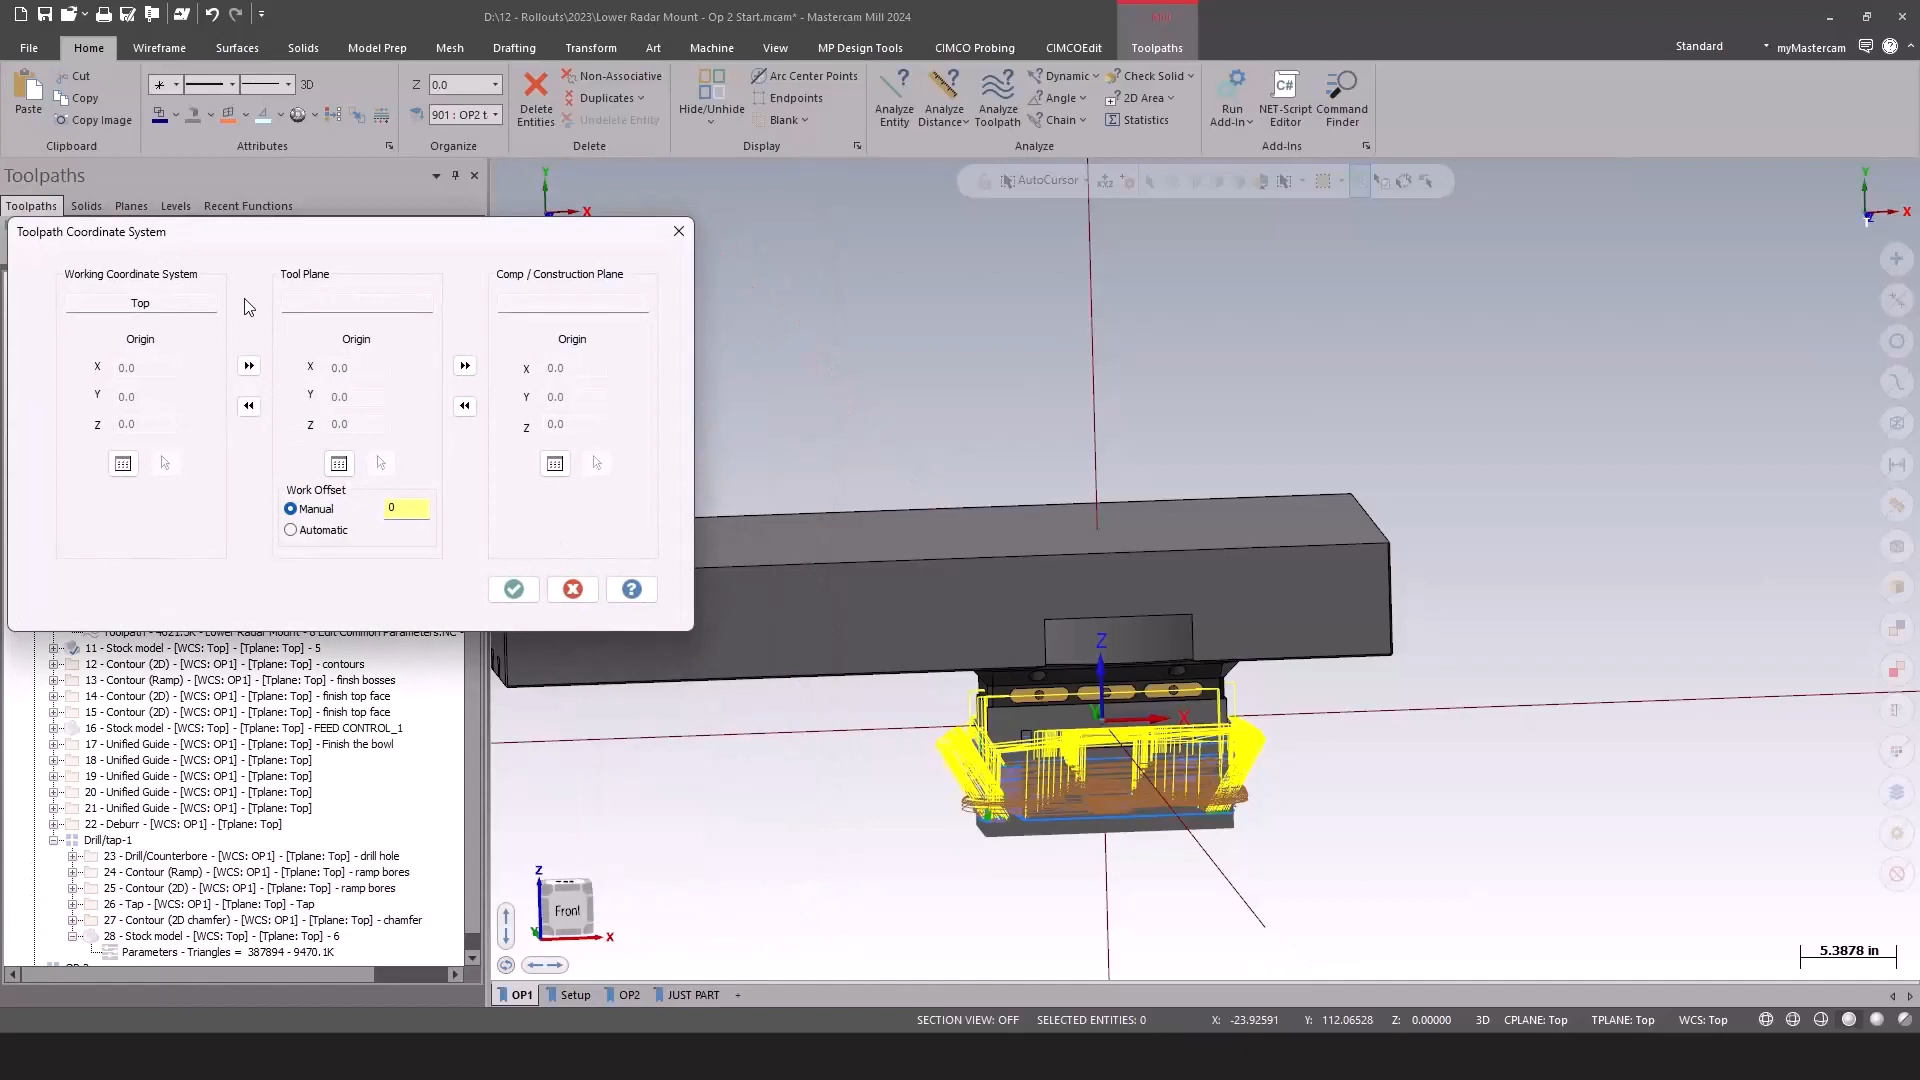 D:\12 - Rollouts\2023\Lower Radar Mount - Op 2 Start.mcam* - Mastercam Mill 2024
Mill
File Home Wireframe Surfaces Solids Model Prep Mesh Drafting Transform Art Machine View MP Design Tools CIMCO Probing CIMCOEdit Toolpaths Standard myMastercam
Paste
Cut
Copy
Copy Image
Clipboard
3D
Attributes
Z 0.0
901 : OP2 t
Organize
Delete Entities
Non-Associative
Duplicates
Undelete Entity
Delete
Hide/Unhide
Arc Center Points
Endpoints
Blank
Display
Analyze Entity
Analyze Distance
Analyze Toolpath
Dynamic
Angle
Chain
Check Solid
2D Area
Statistics
Analyze
Run Add-In
C#
NET-Script Editor
Command Finder
Add-Ins
Toolpaths
Toolpaths Solids Planes Levels Recent Functions
AutoCursor
Y
X
Y
X
Z
Toolpath Coordinate System
Working Coordinate System
Top
Origin
X 0.0
Y 0.0
Z 0.0
Tool Plane
Origin
X 0.0
Y 0.0
Z 0.0
Work Offset
Manual 0
Automatic
Comp / Construction Plane
Origin
X 0.0
Y 0.0
Z 0.0
Toolpath - 4621.5K - Lower Radar Mount - 8 Edit Common Parameters.NC -
11 - Stock model - [WCS: Top] - [Tplane: Top] - 5
12 - Contour (2D) - [WCS: OP1] - [Tplane: Top] - contours
13 - Contour (Ramp) - [WCS: OP1] - [Tplane: Top] - finsh bosses
14 - Contour (2D) - [WCS: OP1] - [Tplane: Top] - finish top face
15 - Contour (2D) - [WCS: OP1] - [Tplane: Top] - finish top face
16 - Stock model - [WCS: Top] - [Tplane: Top] - FEED CONTROL_1
17 - Unified Guide - [WCS: OP1] - [Tplane: Top] - Finish the bowl
18 - Unified Guide - [WCS: OP1] - [Tplane: Top]
19 - Unified Guide - [WCS: OP1] - [Tplane: Top]
20 - Unified Guide - [WCS: OP1] - [Tplane: Top]
21 - Unified Guide - [WCS: OP1] - [Tplane: Top]
22 - Deburr - [WCS: OP1] - [Tplane: Top]
Drill/tap-1
23 - Drill/Counterbore - [WCS: OP1] - [Tplane: Top] - drill hole
24 - Contour (Ramp) - [WCS: OP1] - [Tplane: Top] - ramp bores
25 - Contour (2D) - [WCS: OP1] - [Tplane: Top] - ramp bores
26 - Tap - [WCS: OP1] - [Tplane: Top] - Tap
27 - Contour (2D chamfer) - [WCS: OP1] - [Tplane: Top] - chamfer
28 - Stock model - [WCS: Top] - [Tplane: Top] - 6
Parameters - Triangles = 387894 - 9470.1K
Z
Y
X
Z
Front
Y
X
5.3878 in
OP1 Setup OP2 JUST PART +
SECTION VIEW: OFF SELECTED ENTITIES: 0 X: -23.92591 Y: 112.06528 Z: 0.00000 3D CPLANE: Top TPLANE: Top WCS: Top